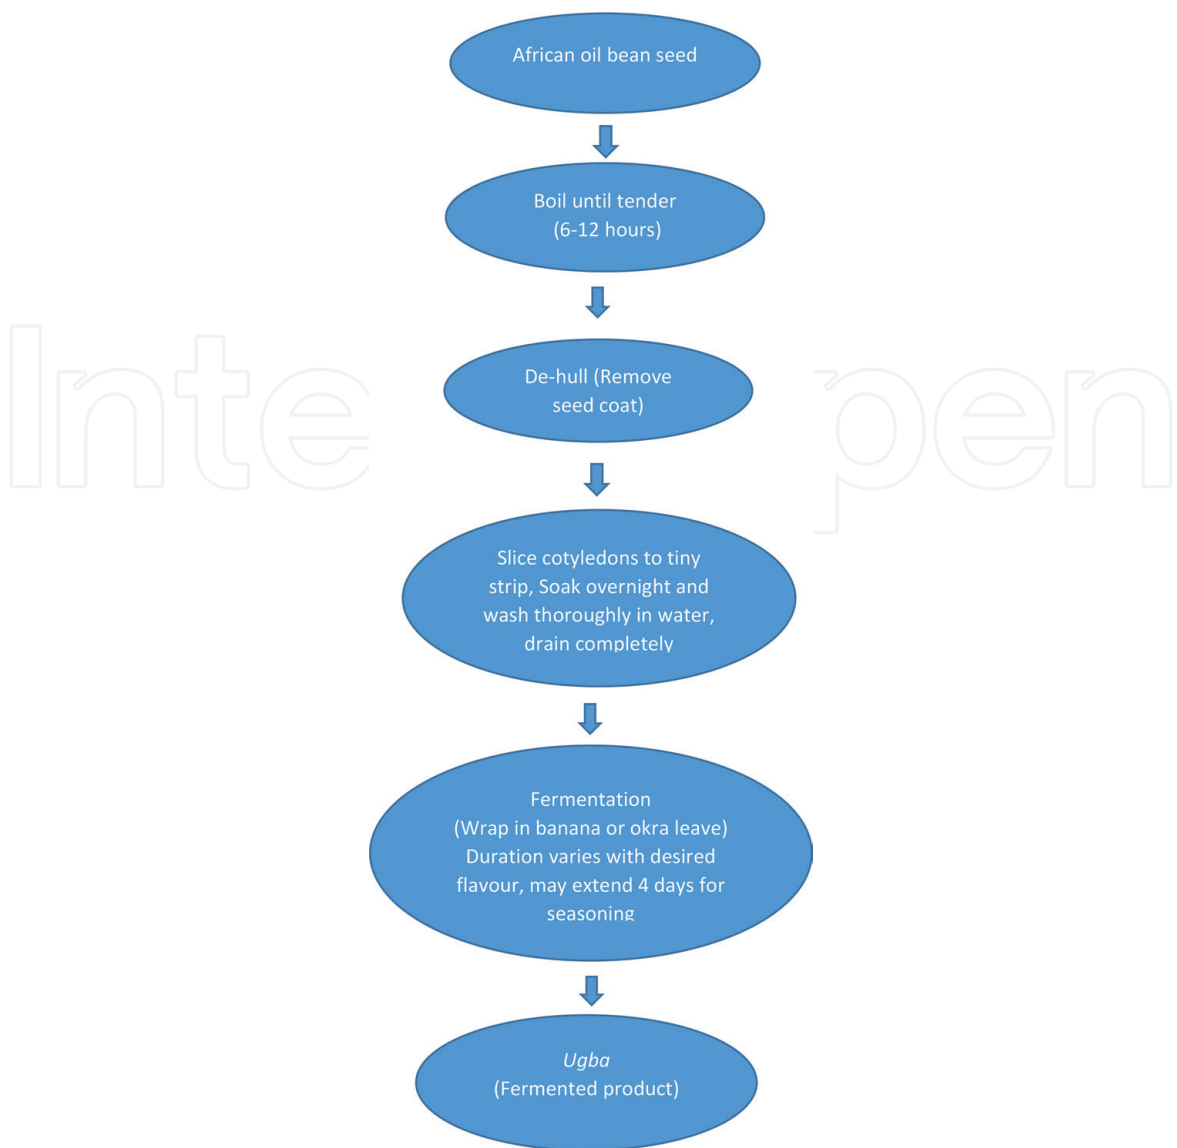 African oil bean seed
Boil until tender
(6-12 hours)
De-hull (Remove
seed coat)
Slice cotyledons to tiny
strip, Soak overnight and
wash thoroughly in water,
drain completely
Fermentation
(Wrap in banana or okra leave)
Duration varies with desired
flavour, may extend 4 days for
seasoning
Ugba
(Fermented product)